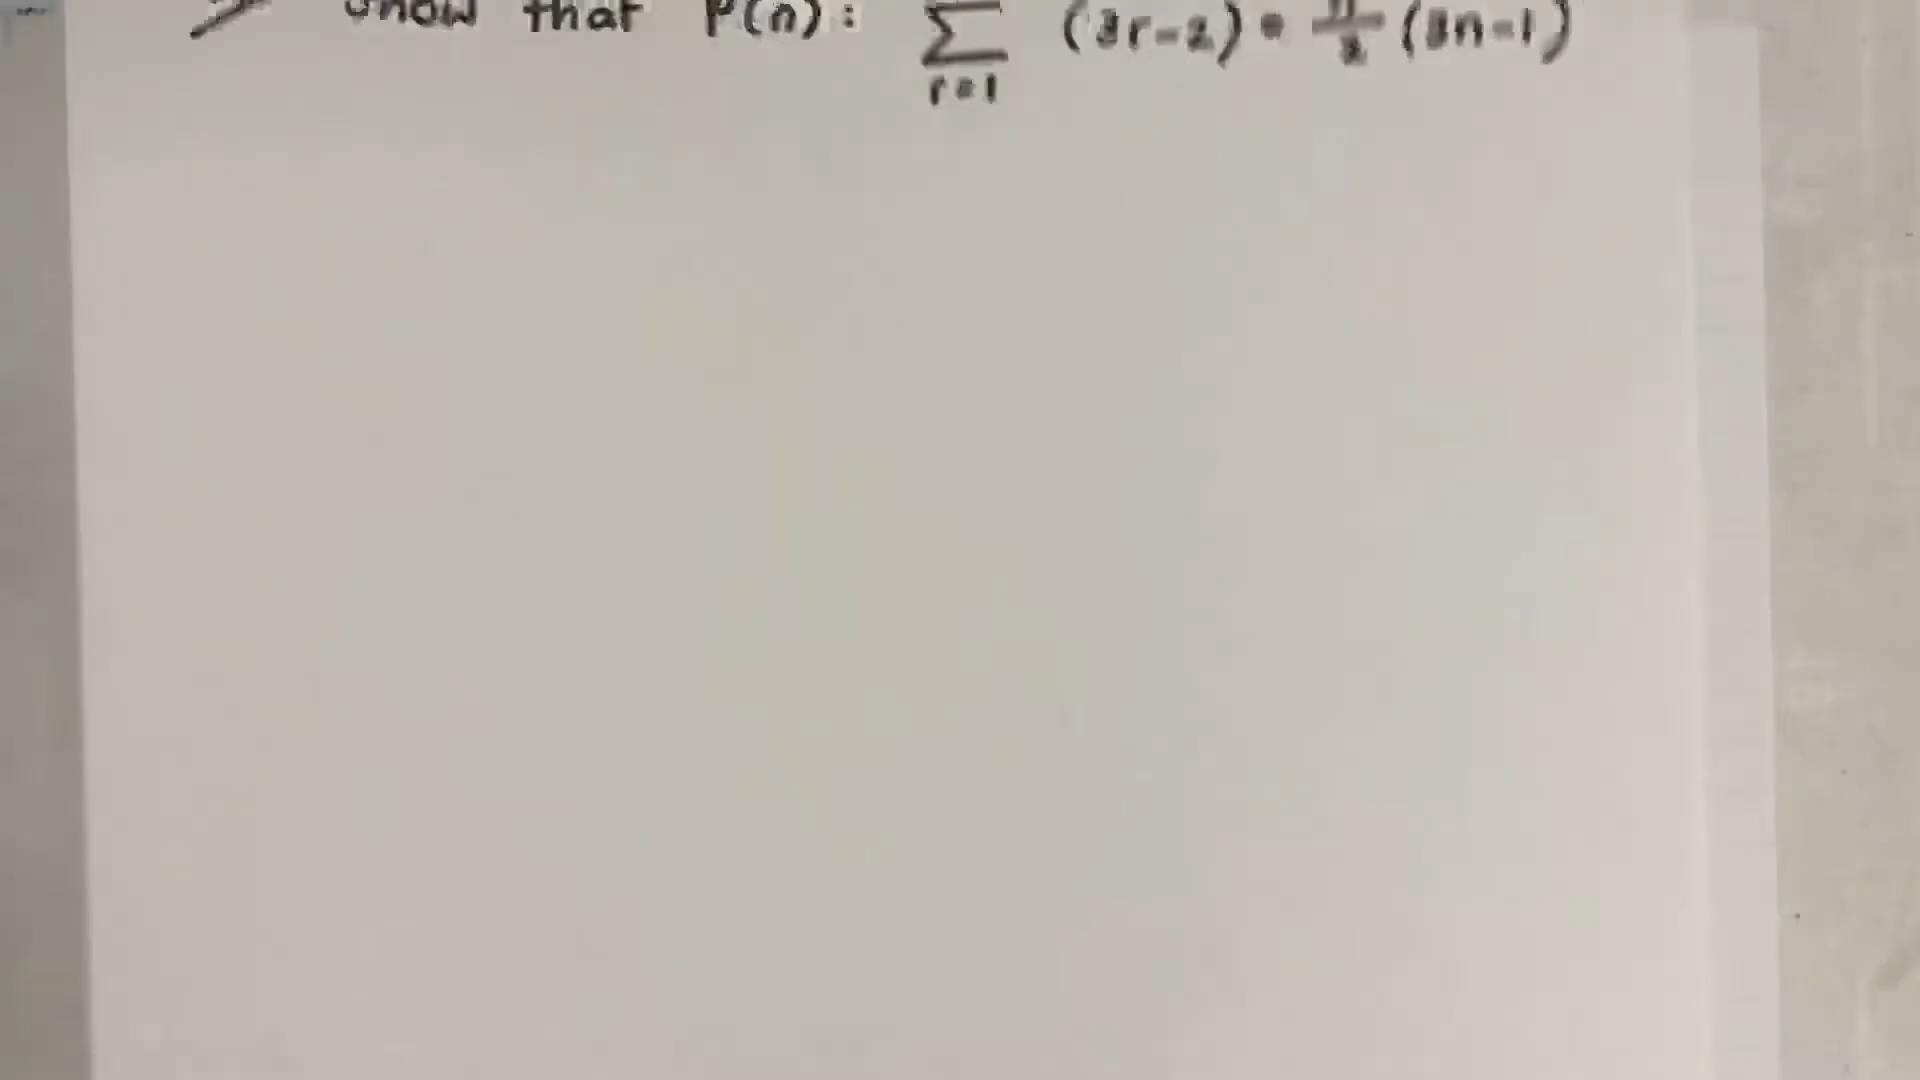 Show that P(n): ∑ r=1 (3r-2) = n/2 (3n-1)